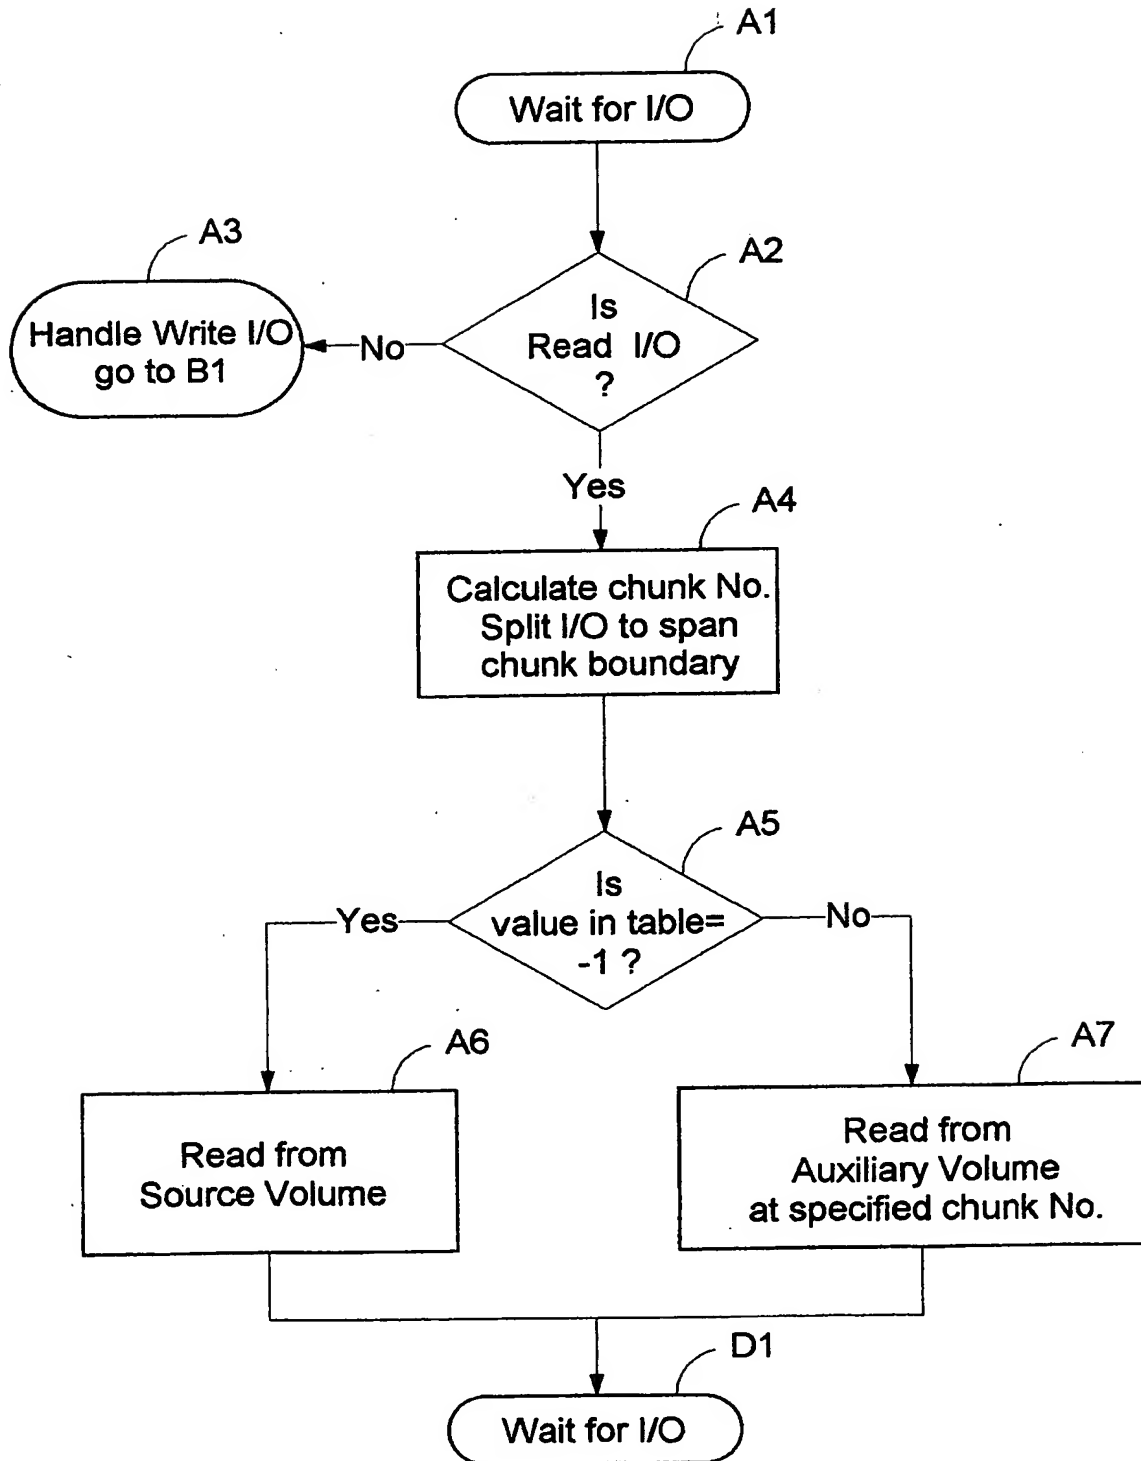 A1
Wait for I/O
A3
A2
Is
Read I/O
?
Handle Write I/O
go to B1
No
Yes
A4
Calculate chunk No.
Split I/O to span
chunk boundary
A5
Is
value in table=
-1 ?
Yes
No
A6
A7
Read from
Source Volume
Read from
Auxiliary Volume
at specified chunk No.
D1
Wait for I/O